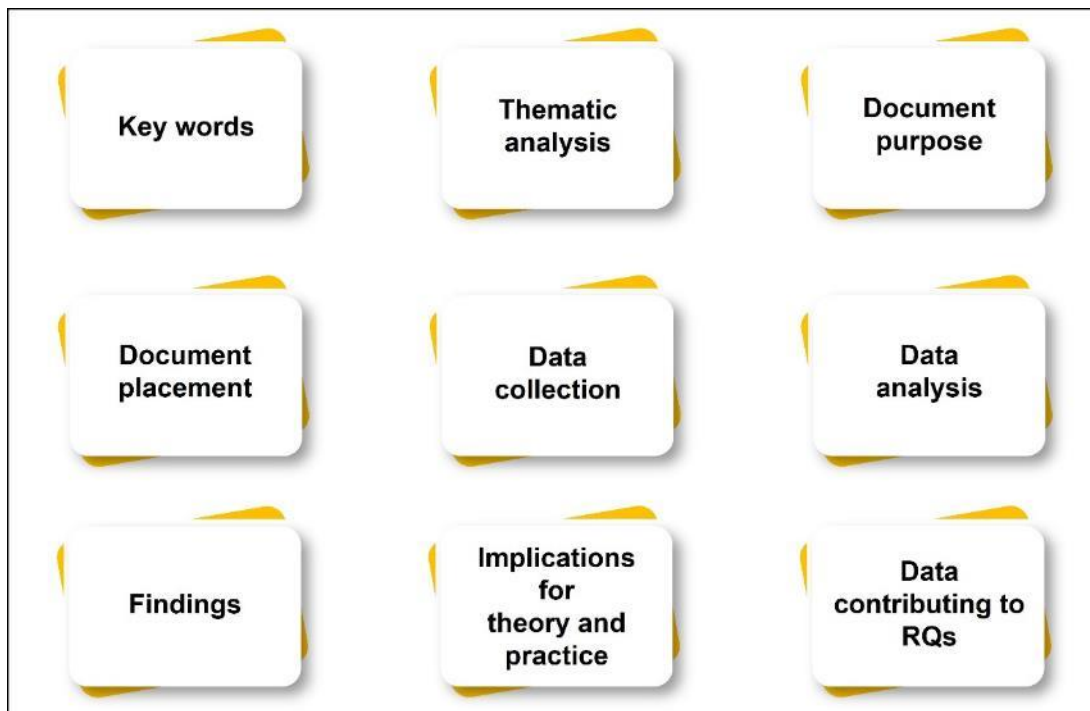 Key words
Thematic
analysis
Document
purpose
Document
placement
Data
collection
Data
analysis
Findings
Implications
for
theory and
practice
Data
contributing to
RQs